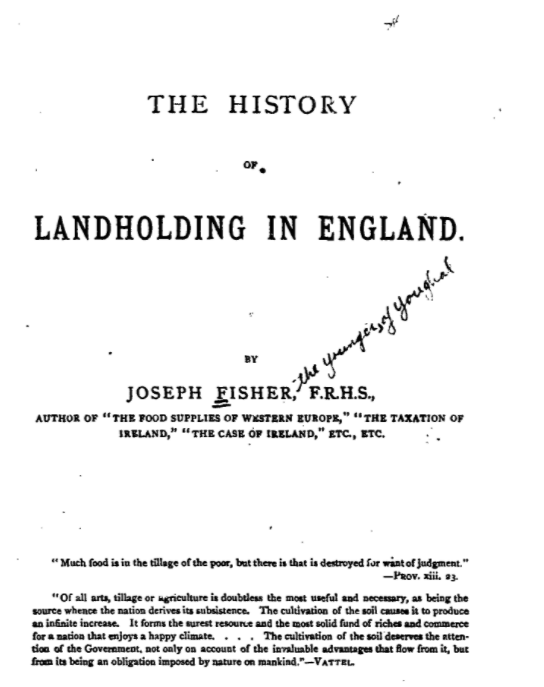 THE HISTORY
OF
LANDHOLDING IN ENGLAND.
BY
JOSEPH FISHER, the younger, of Youghal F.R.H.S.,
AUTHOR OF "THE FOOD SUPPLIES OF WESTERN EUROPE," "THE TAXATION OF
IRELAND," "THE CASE OF IRELAND," ETC., ETC.
"Much food is in the tillage of the poor, but there is that is destroyed for want of judgment."
—PROV. xiii. 23.
"Of all arts, tillage or agriculture is doubtless the most useful and necessary, as being the
source whence the nation derives its subsistence. The cultivation of the soil causes it to produce
an infinite increase. It forms the surest resource and the most solid fund of riches and commerce
for a nation that enjoys a happy climate. . . . The cultivation of the soil deserves the atten-
tion of the Government, not only on account of the invaluable advantages that flow from it, but
from its being an obligation imposed by nature on mankind."—VATTEL.